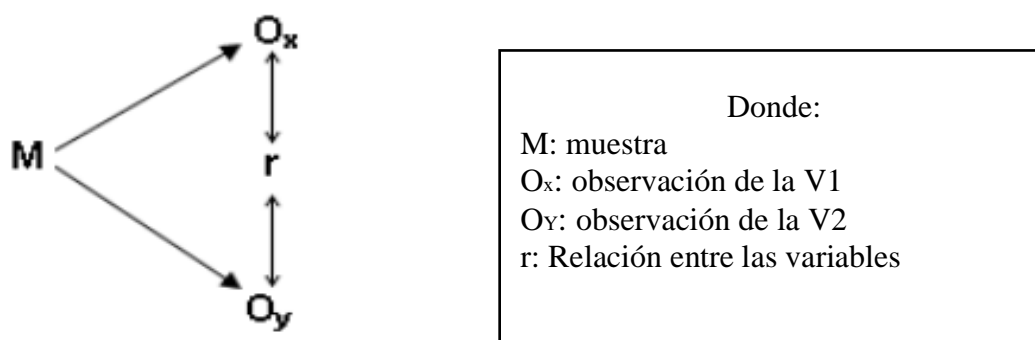 Ox
M
r
Oy
Donde:
M: muestra
Ox: observación de la V1
OY: observación de la V2
r: Relación entre las variables